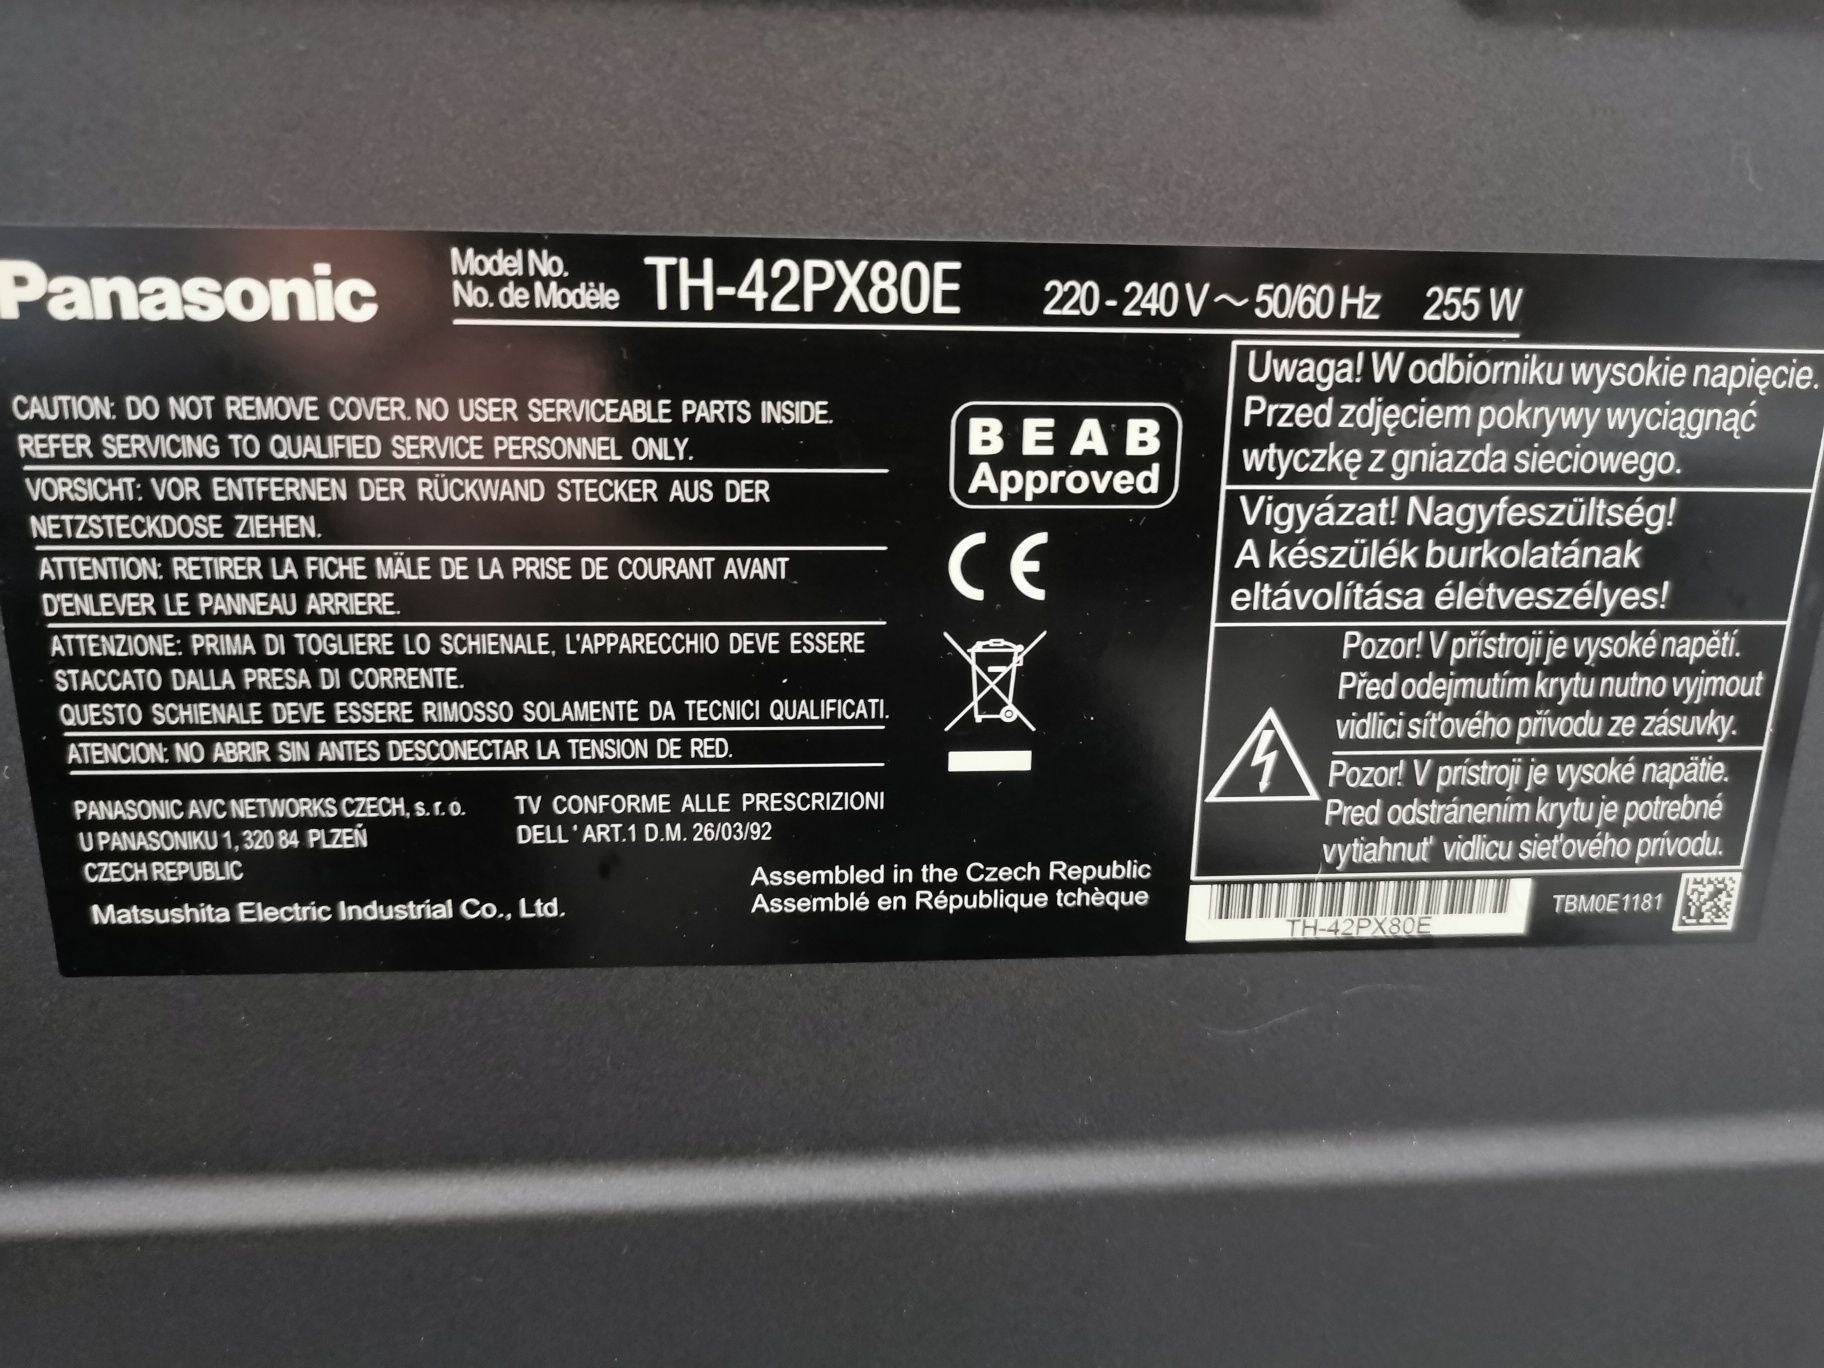 Panasonic
Model No.
No. de Modèle
TH-42PX80E
220 - 240 V ~ 50/60 Hz 255 W
CAUTION: DO NOT REMOVE COVER. NO USER SERVICEABLE PARTS INSIDE.
REFER SERVICING TO QUALIFIED SERVICE PERSONNEL ONLY.
VORSICHT: VOR ENTFERNEN DER RÜCKWAND STECKER AUS DER
NETZSTECKDOSE ZIEHEN.
ATTENTION: RETIRER LA FICHE MÄLE DE LA PRISE DE COURANT AVANT
D'ENLEVER LE PANNEAU ARRIERE.
ATTENZIONE: PRIMA DI TOGLIERE LO SCHIENALE, L'APPARECCHIO DEVE ESSERE
STACCATO DALLA PRESA DI CORRENTE.
QUESTO SCHIENALE DEVE ESSERE RIMOSSO SOLAMENTE DA TECNICI QUALIFICATI.
ATENCION: NO ABRIR SIN ANTES DESCONECTAR LA TENSION DE RED.
PANASONIC AVC NETWORKS CZECH, s.r.o.
U PANASONIKU 1, 320 84 PLZEŇ
CZECH REPUBLIC
TV CONFORME ALLE PRESCRIZIONI
DELL' ART.1 D.M. 26/03/92
Matsushita Electric Industrial Co., Ltd.
Assembled in the Czech Republic
Assemblé en République tchèque
BEAB
Approved
CE
Uwaga! W odbiorniku wysokie napięcie.
Przed zdjęciem pokrywy wyciągnąć
wtyczkę z gniazda sieciowego.
Vigyázat! Nagyfeszültség!
A készülék burkolatának
eltávolítása életveszélyes!
Pozor! V přístroji je vysoké napětí.
Před odejmutím krytu nutno vyjmout
vidlici síťového přívodu ze zásuvky.
Pozor! V prístroji je vysoké napätie.
Pred odstránením krytu je potrebné
vytiahnuť vidlicu sieťového prívodu.
TH-42PX80E
TBM0E1181